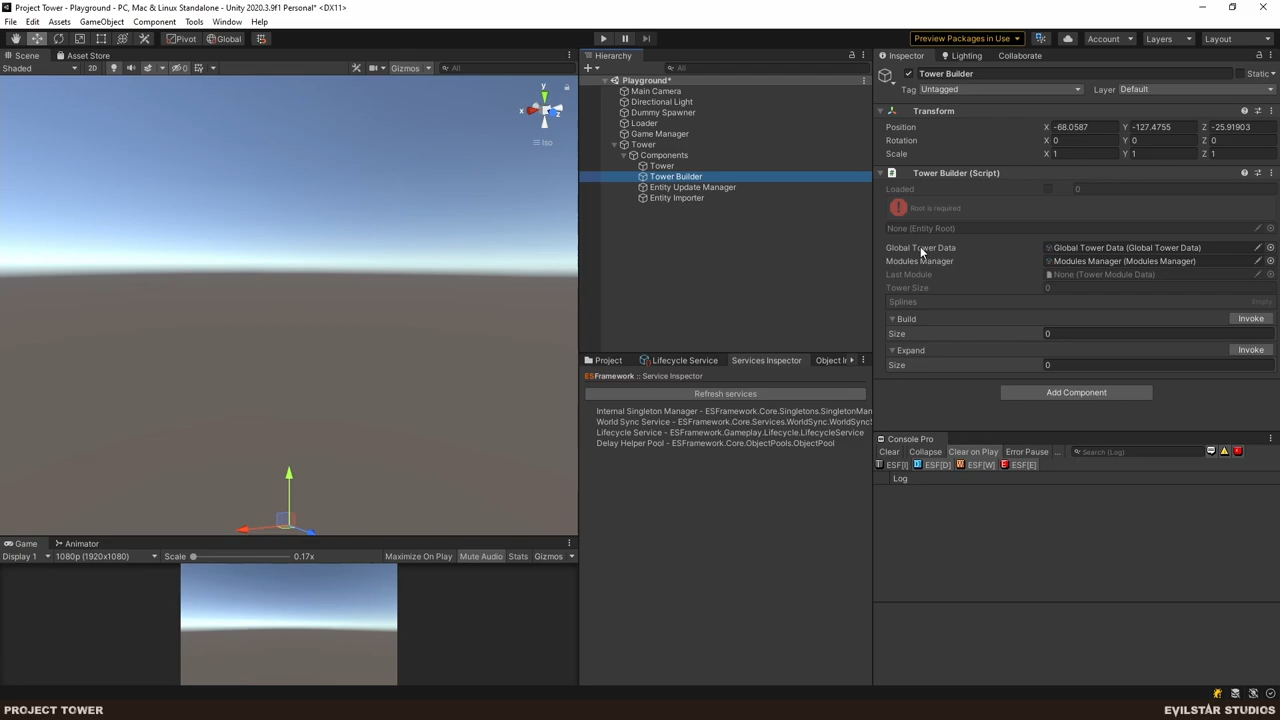 Project Tower - Playground - PC, Mac & Linux Standalone - Unity 2020.3.9f1 Personal* <DX11>
File Edit Assets GameObject Component Tools Window Help
Pivot Global Preview Packages in Use Account Layers Layout
Scene Asset Store
Shaded 2D 0 Gizmos All
y
x
z
Iso
Hierarchy
All
Playground*
Main Camera
Directional Light
Dummy Spawner
Loader
Game Manager
Tower
Components
Tower
Tower Builder
Entity Update Manager
Entity Importer
Project Lifecycle Service Services Inspector Object Ir
ESFramework :: Service Inspector
Refresh services
Internal Singleton Manager - ESFramework.Core.Singletons.SingletonMan
World Sync Service - ESFramework.Core.Services.WorldSync.WorldSyncS
Lifecycle Service - ESFramework.Gameplay.Lifecycle.LifecycleService
Delay Helper Pool - ESFramework.Core.ObjectPools.ObjectPool
Inspector Lighting Collaborate
Tower Builder Static
Tag Untagged Layer Default
Transform
Position X -68.0587 Y -127.4755 Z -25.91903
Rotation X 0 Y 0 Z 0
Scale X 1 Y 1 Z 1
# Tower Builder (Script)
Loaded 0
Root is required
None (Entity Root)
Global Tower Data Global Tower Data (Global Tower Data)
Modules Manager Modules Manager (Modules Manager)
Last Module None (Tower Module Data)
Tower Size 0
Splines Empty
Build Invoke
Size 0
Expand Invoke
Size 0
Add Component
Console Pro
Clear Collapse Clear on Play Error Pause ... Search (Log)
ESF[I] ESF[D] ESF[W] ESF[E]
Log
Game Animator
Display 1 1080p (1920x1080) Scale 0.17x Maximize On Play Mute Audio Stats Gizmos
PROJECT TOWER
EVILSTAR STUDIOS